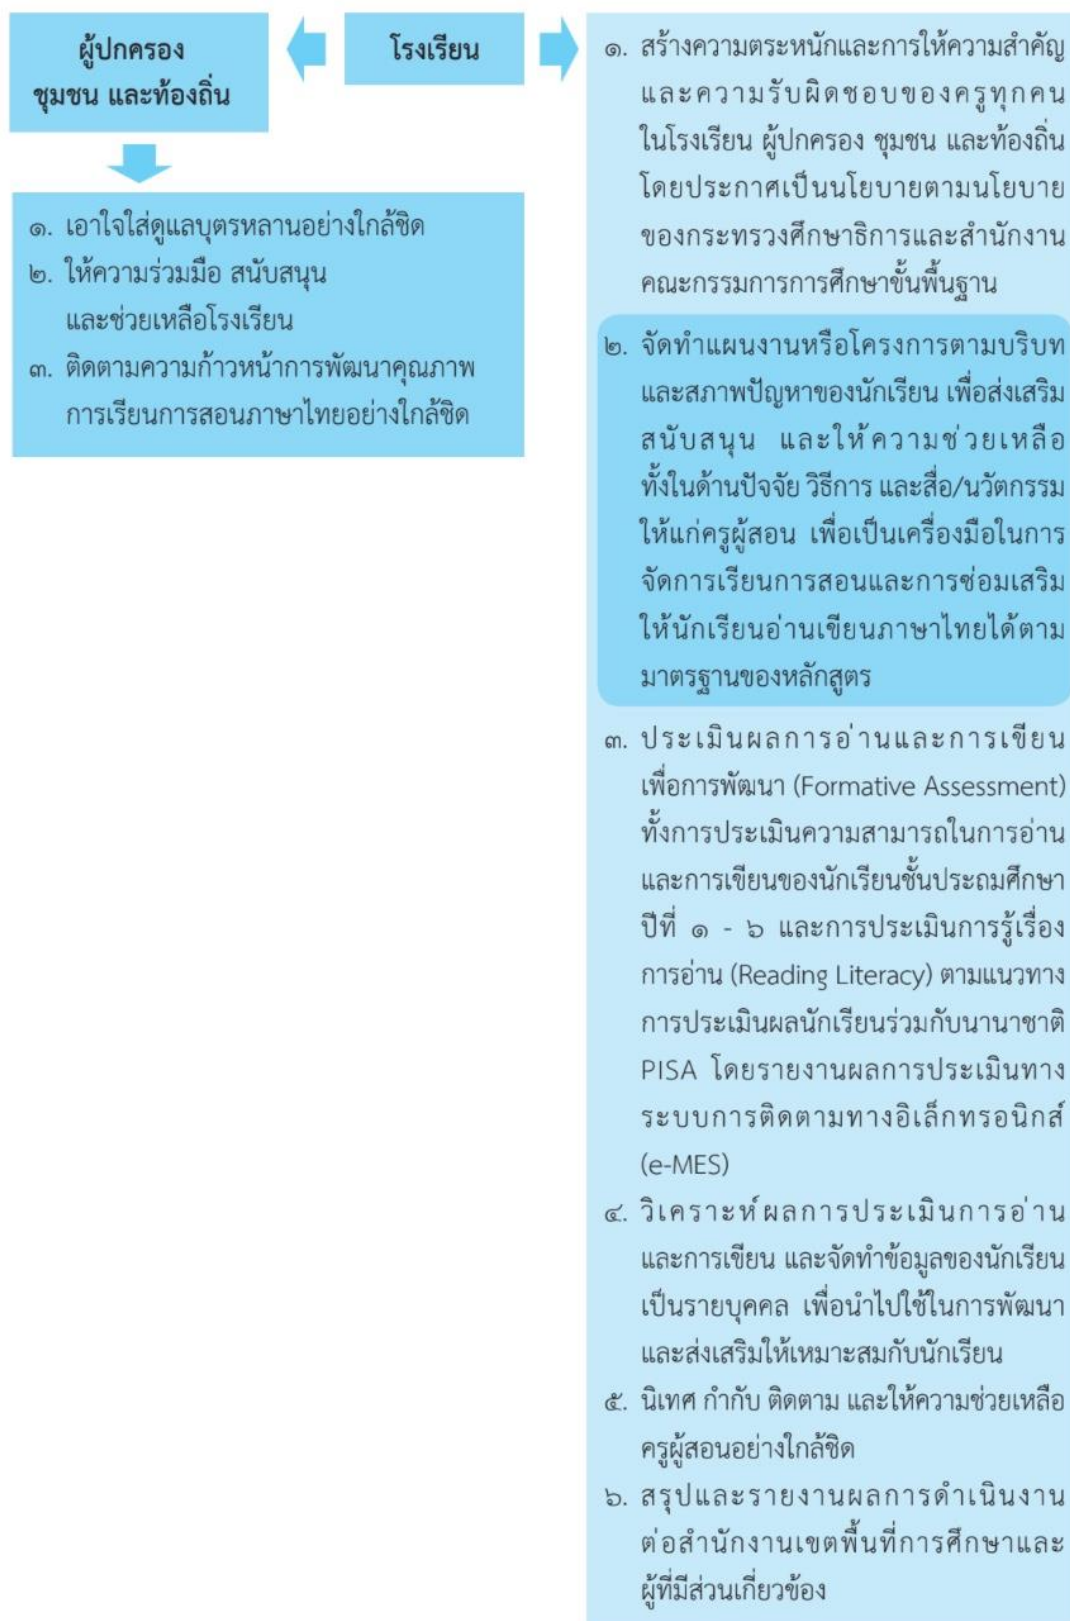 ผู้ปกครอง
ชุมชน และท้องถิ่น
โรงเรียน
๑. เอาใจใส่ดูแลบุตรหลานอย่างใกล้ชิด
๒. ให้ความร่วมมือ สนับสนุน
และช่วยเหลือโรงเรียน
๓. ติดตามความก้าวหน้าการพัฒนาคุณภาพ
การเรียนการสอนภาษาไทยอย่างใกล้ชิด
๑. สร้างความตระหนักและการให้ความสำคัญ
และความรับผิดชอบของครูทุกคน
ในโรงเรียน ผู้ปกครอง ชุมชน และท้องถิ่น
โดยประกาศเป็นนโยบายตามนโยบาย
ของกระทรวงศึกษาธิการและสำนักงาน
คณะกรรมการการศึกษาขั้นพื้นฐาน
๒. จัดทำแผนงานหรือโครงการตามบริบท
และสภาพปัญหาของนักเรียน เพื่อส่งเสริม
สนับสนุน และให้ความช่วยเหลือ
ทั้งในด้านปัจจัย วิธีการ และสื่อ/นวัตกรรม
ให้แก่ครูผู้สอน เพื่อเป็นเครื่องมือในการ
จัดการเรียนการสอนและการซ่อมเสริม
ให้นักเรียนอ่านเขียนภาษาไทยได้ตาม
มาตรฐานของหลักสูตร
๓. ประเมินผลการอ่านและการเขียน
เพื่อการพัฒนา (Formative Assessment)
ทั้งการประเมินความสามารถในการอ่าน
และการเขียนของนักเรียนชั้นประถมศึกษา
ปีที่ ๑ - ๖ และการประเมินการรู้เรื่อง
การอ่าน (Reading Literacy) ตามแนวทาง
การประเมินผลนักเรียนร่วมกับนานาชาติ
PISA โดยรายงานผลการประเมินทาง
ระบบการติดตามทางอิเล็กทรอนิกส์
(e-MES)
๔. วิเคราะห์ผลการประเมินการอ่าน
และการเขียน และจัดทำข้อมูลของนักเรียน
เป็นรายบุคคล เพื่อนำไปใช้ในการพัฒนา
และส่งเสริมให้เหมาะสมกับนักเรียน
๕. นิเทศ กำกับ ติดตาม และให้ความช่วยเหลือ
ครูผู้สอนอย่างใกล้ชิด
๖. สรุปและรายงานผลการดำเนินงาน
ต่อสำนักงานเขตพื้นที่การศึกษาและ
ผู้ที่มีส่วนเกี่ยวข้อง